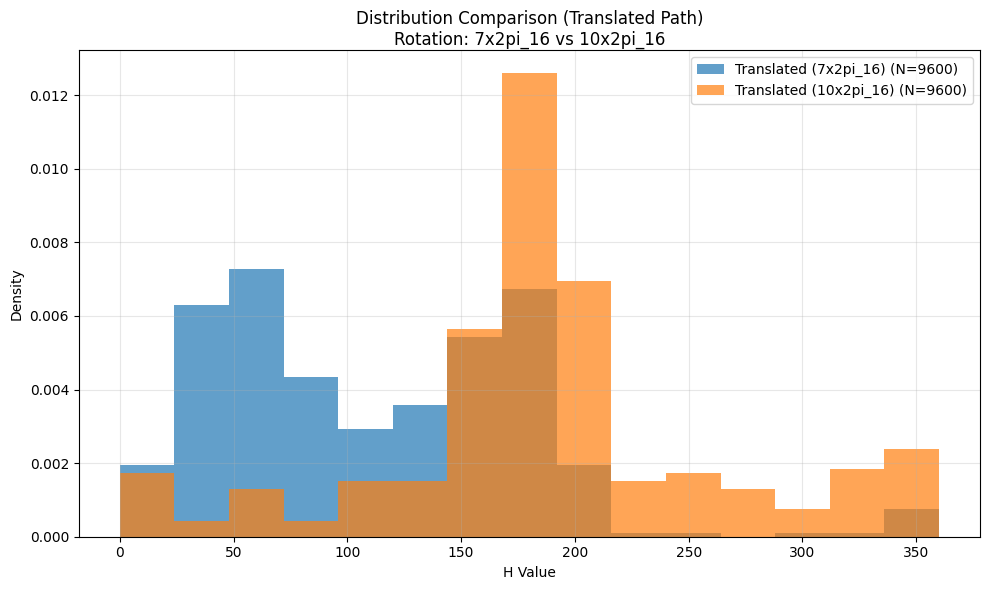 Distribution Comparison (Translated Path)
Rotation: 7x2pi_16 vs 10x2pi_16
Translated (7x2pi_16) (N=9600)
Translated (10x2pi_16) (N=9600)
Density
0.012
0.010
0.008
0.006
0.004
0.002
0.000
0 50 100 150 200 250 300 350
H Value